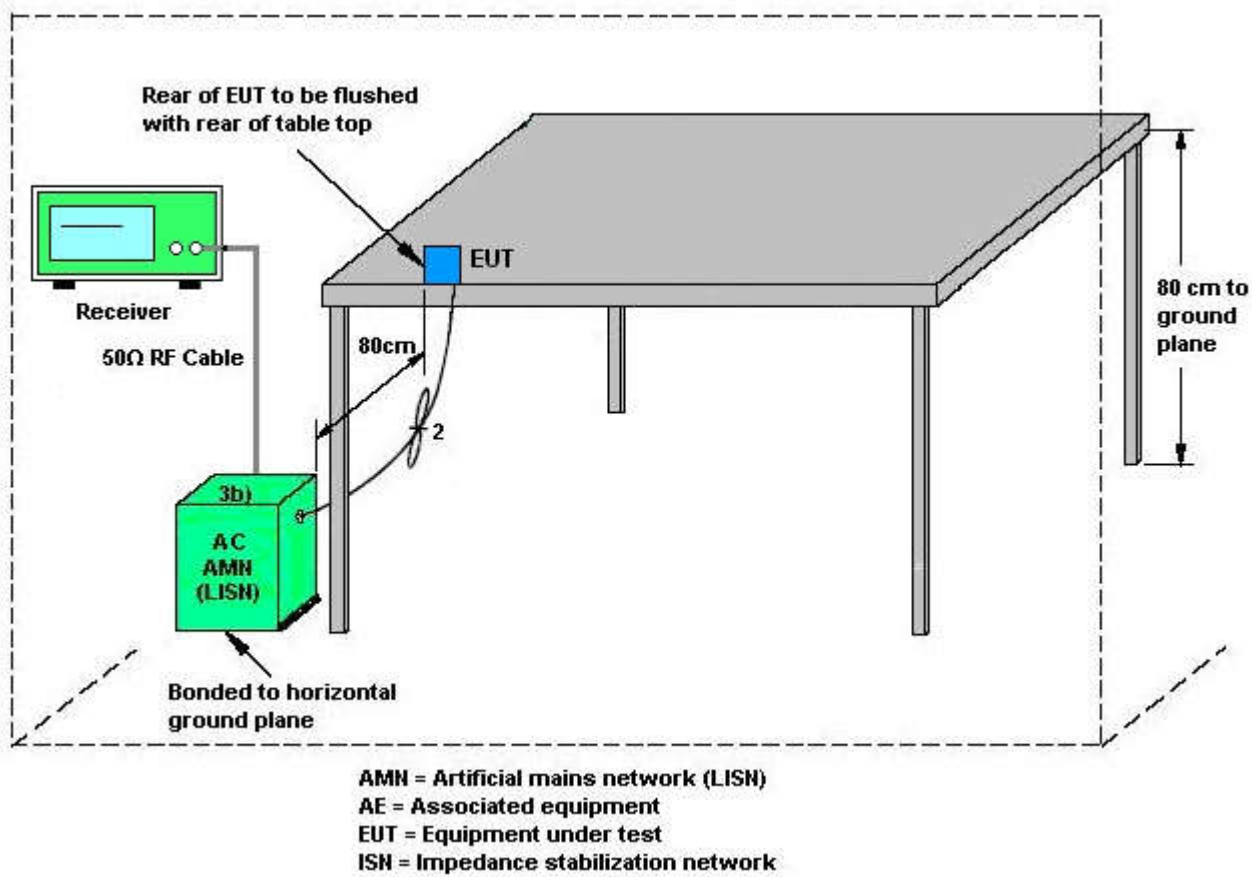 Rear of EUT to be flushed
with rear of table top
EUT
Receiver
50Ω RF Cable
80cm
80 cm to
ground
plane
2
3b)
AC
AMN
(LISN)
Bonded to horizontal
ground plane
AMN = Artificial mains network (LISN)
AE = Associated equipment
EUT = Equipment under test
ISN = Impedance stabilization network